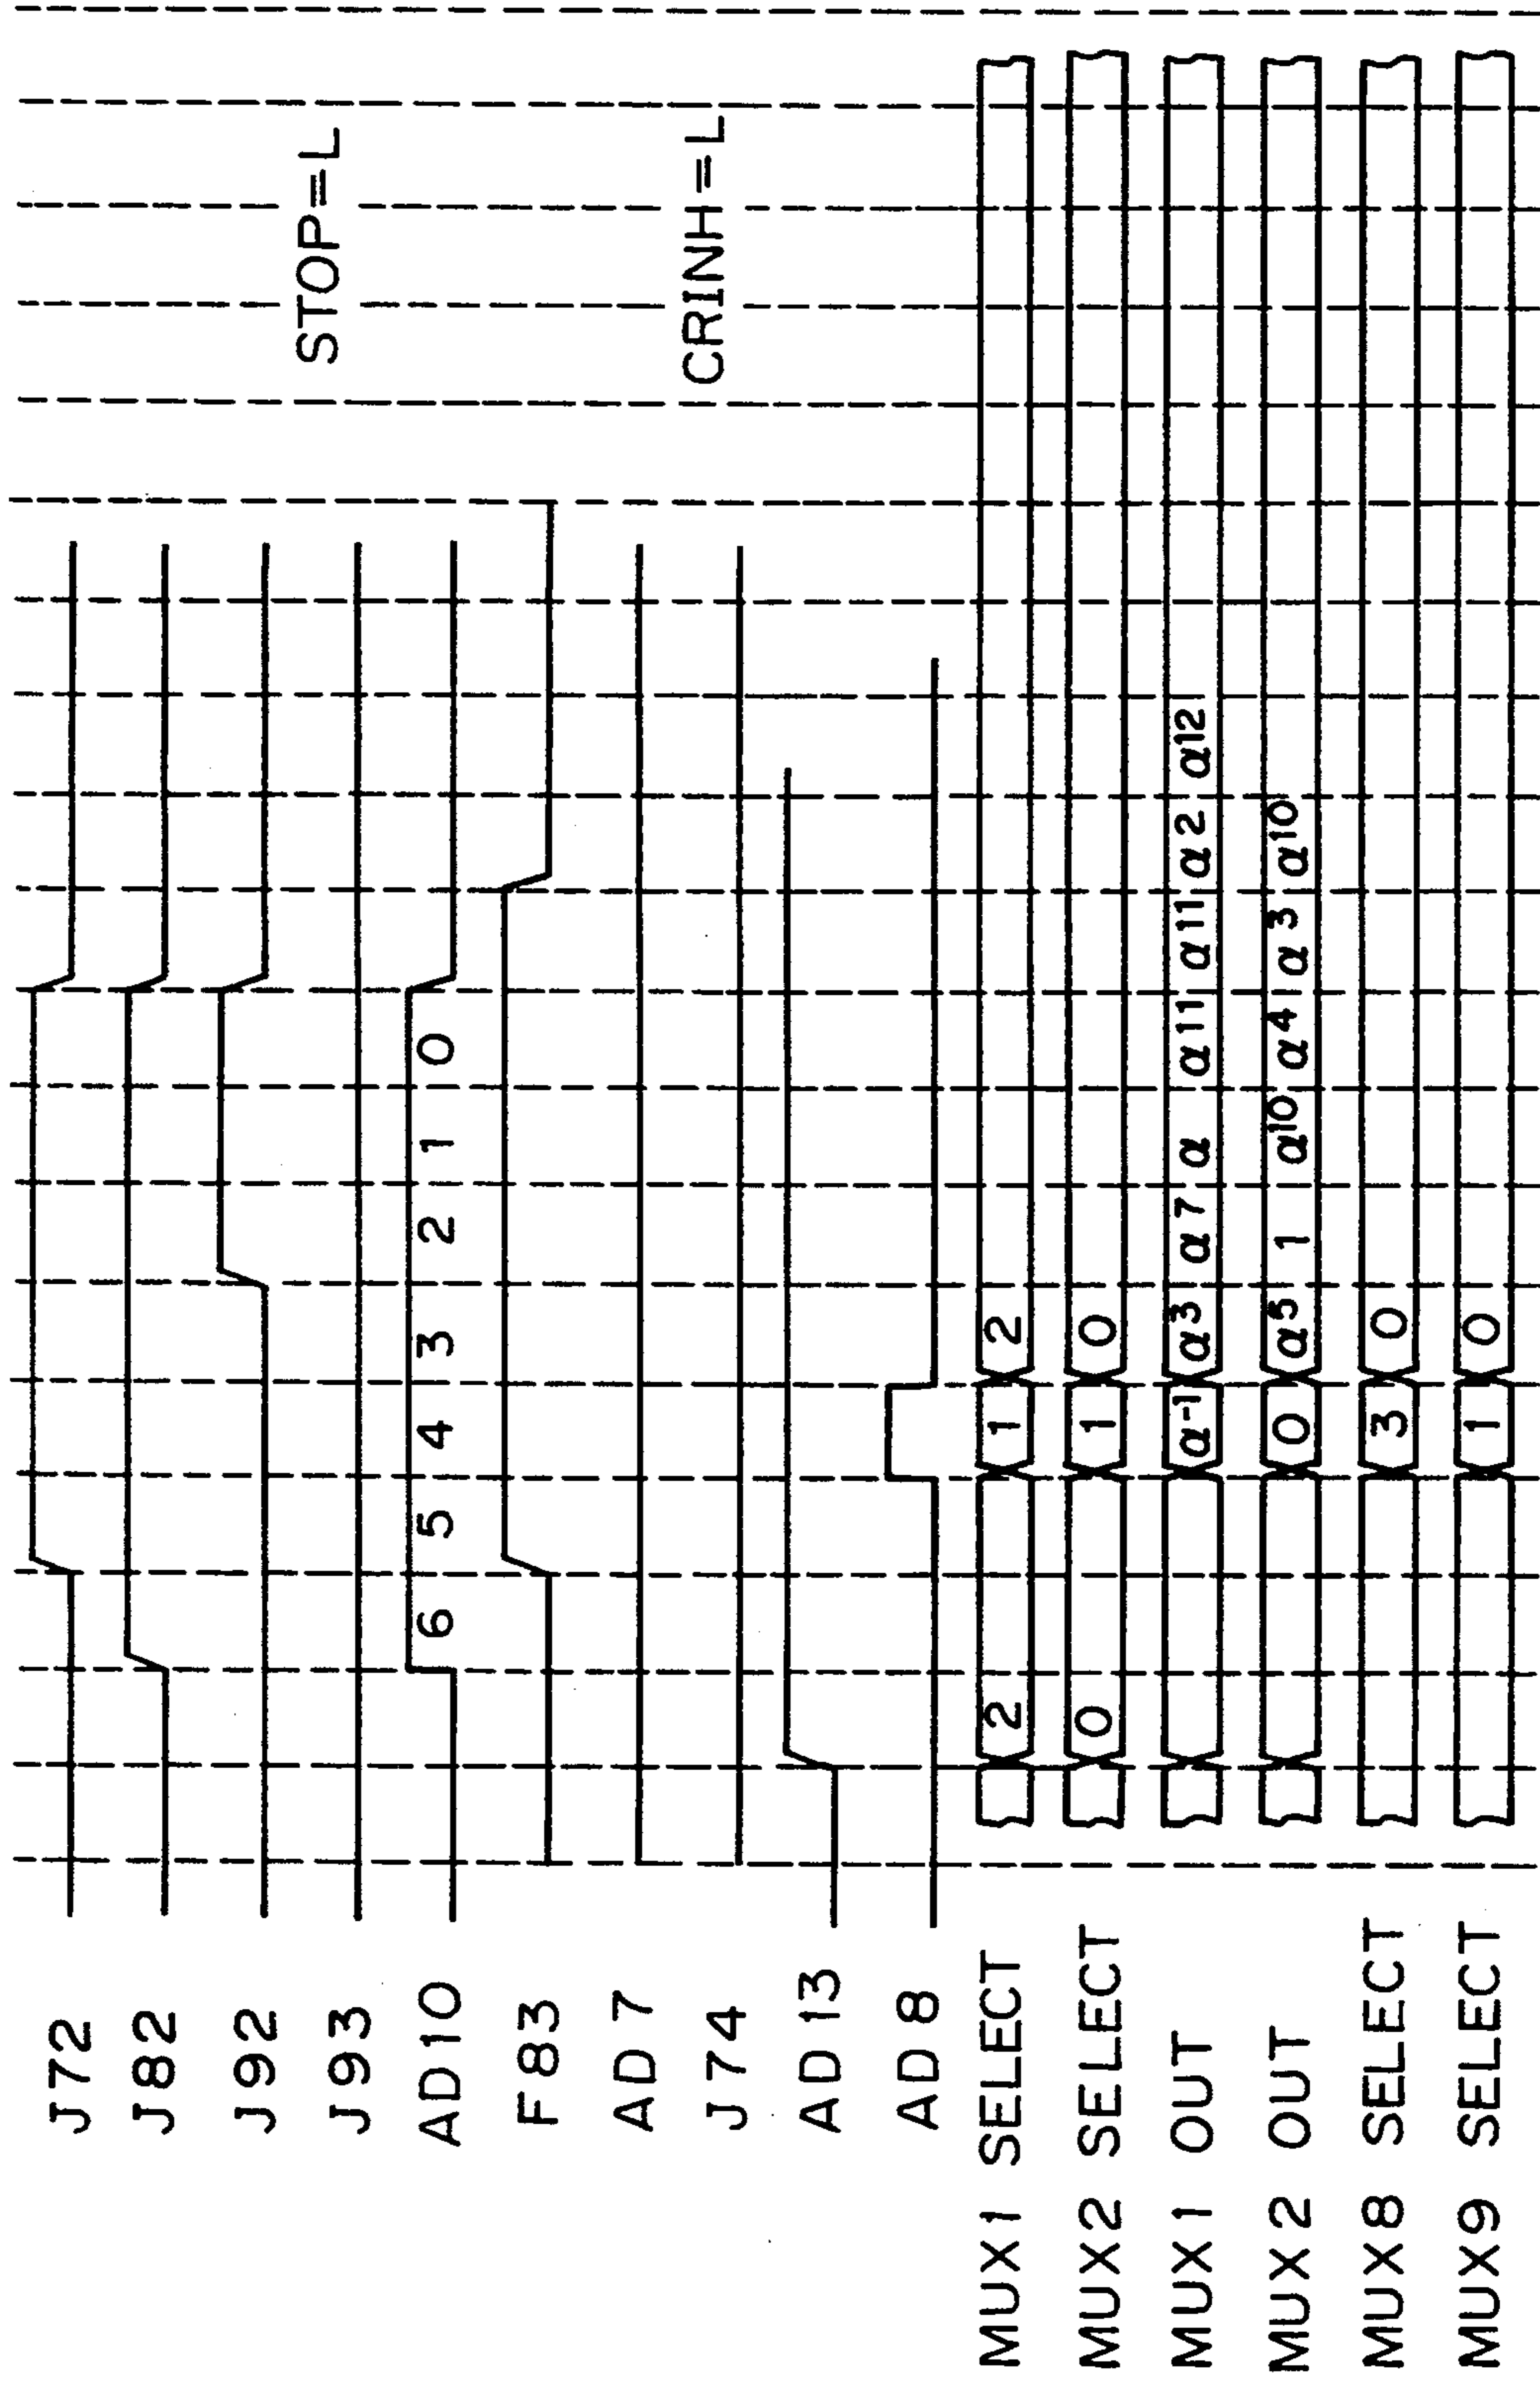 J72
J82
J92
J93
AD10 6 5 4 3 2 1 0
F83
AD7
J74
AD13
AD8
STOP=L
CRINH=L
MUX1 SELECT 2 1 2
MUX2 SELECT 0 1 0
MUX1 OUT α⁻¹ α³ α7 α α11 α11 α2 α12
MUX2 OUT 0 α5 1 α10 α4 α3 α10
MUX8 SELECT 3 0
MUX9 SELECT 1 0